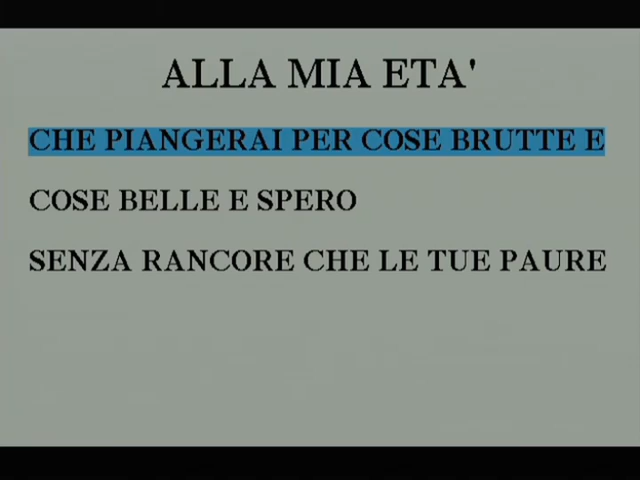 ALLA MIA ETA'
CHE PIANGERAI PER COSE BRUTTE E
COSE BELLE E SPERO
SENZA RANCORE CHE LE TUE PAURE